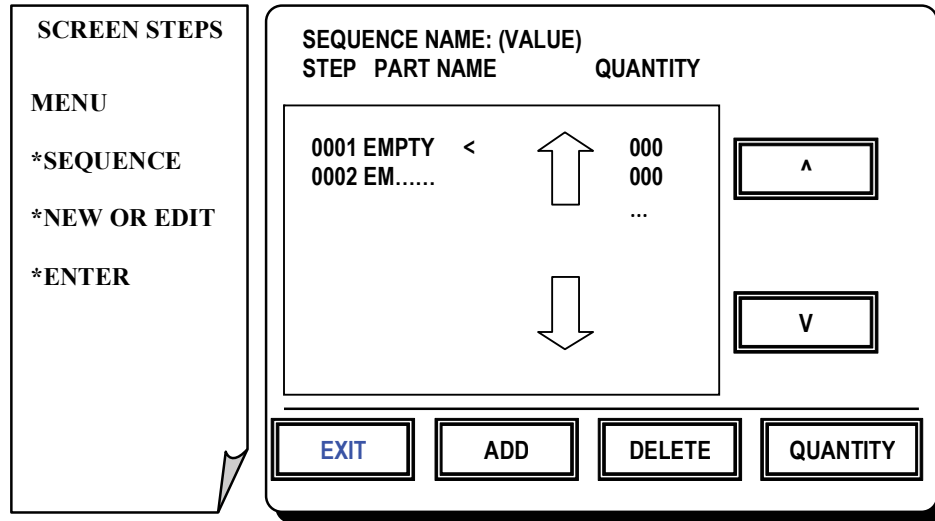 SCREEN STEPS
MENU
*SEQUENCE
*NEW OR EDIT
*ENTER
SEQUENCE NAME: (VALUE)
STEP PART NAME QUANTITY
0001 EMPTY < 000
0002 EM...... 000
...
^
V
EXIT ADD DELETE QUANTITY